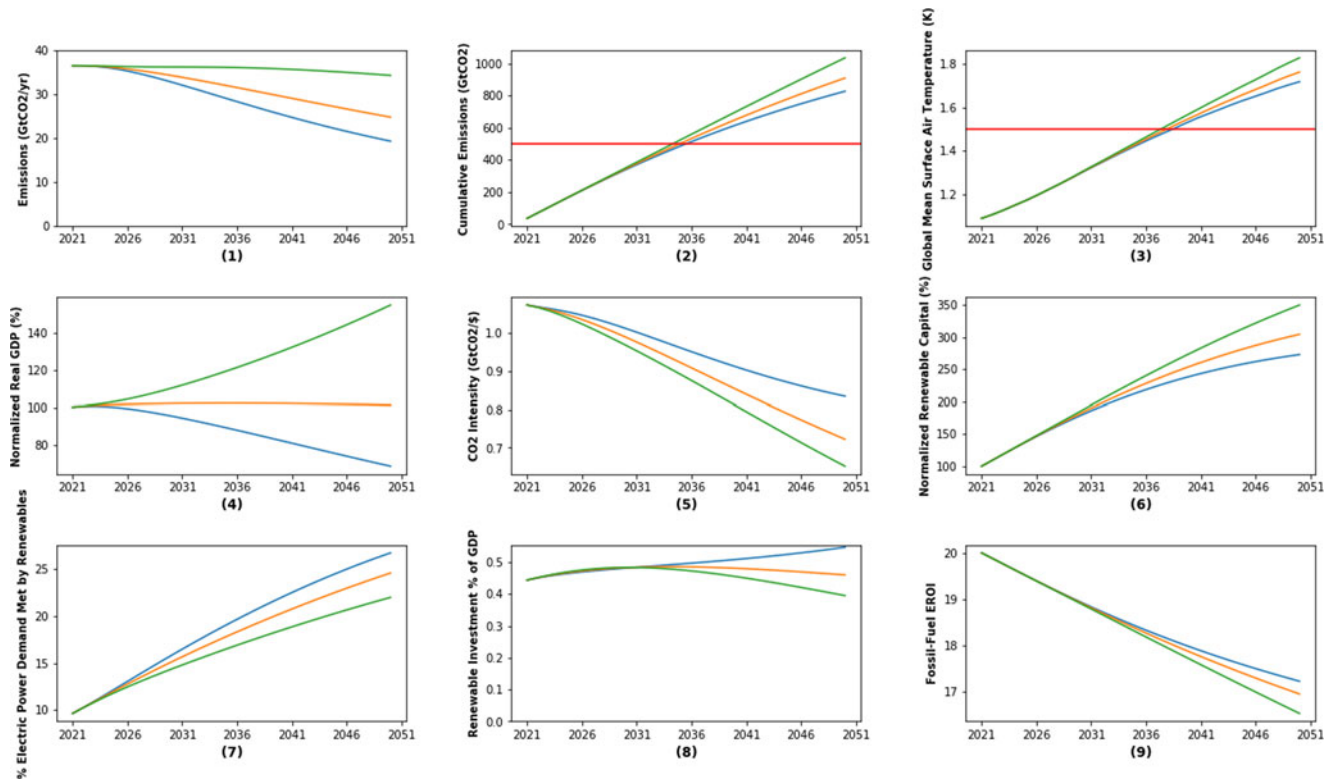 Emissions (GtCO2/yr)
40
30
20
10
0
2021 2026 2031 2036 2041 2046 2051
(1)
Cumulative Emissions (GtCO2)
1000
800
600
400
200
0
2021 2026 2031 2036 2041 2046 2051
(2)
Global Mean Surface Air Temperature (K)
1.8
1.6
1.4
1.2
2021 2026 2031 2036 2041 2046 2051
(3)
Normalized Real GDP (%)
140
120
100
80
2021 2026 2031 2036 2041 2046 2051
(4)
CO2 Intensity (GtC02/$)
1.0
0.9
0.8
0.7
2021 2026 2031 2036 2041 2046 2051
(5)
Normalized Renewable Capital (%)
350
300
250
200
150
100
2021 2026 2031 2036 2041 2046 2051
(6)
% Electric Power Demand Met by Renewables
25
20
15
10
2021 2026 2031 2036 2041 2046 2051
(7)
Renewable Investment % of GDP
0.5
0.4
0.3
0.2
0.1
0.0
2021 2026 2031 2036 2041 2046 2051
(8)
Fossil-Fuel EROI
20
19
18
17
2021 2026 2031 2036 2041 2046 2051
(9)